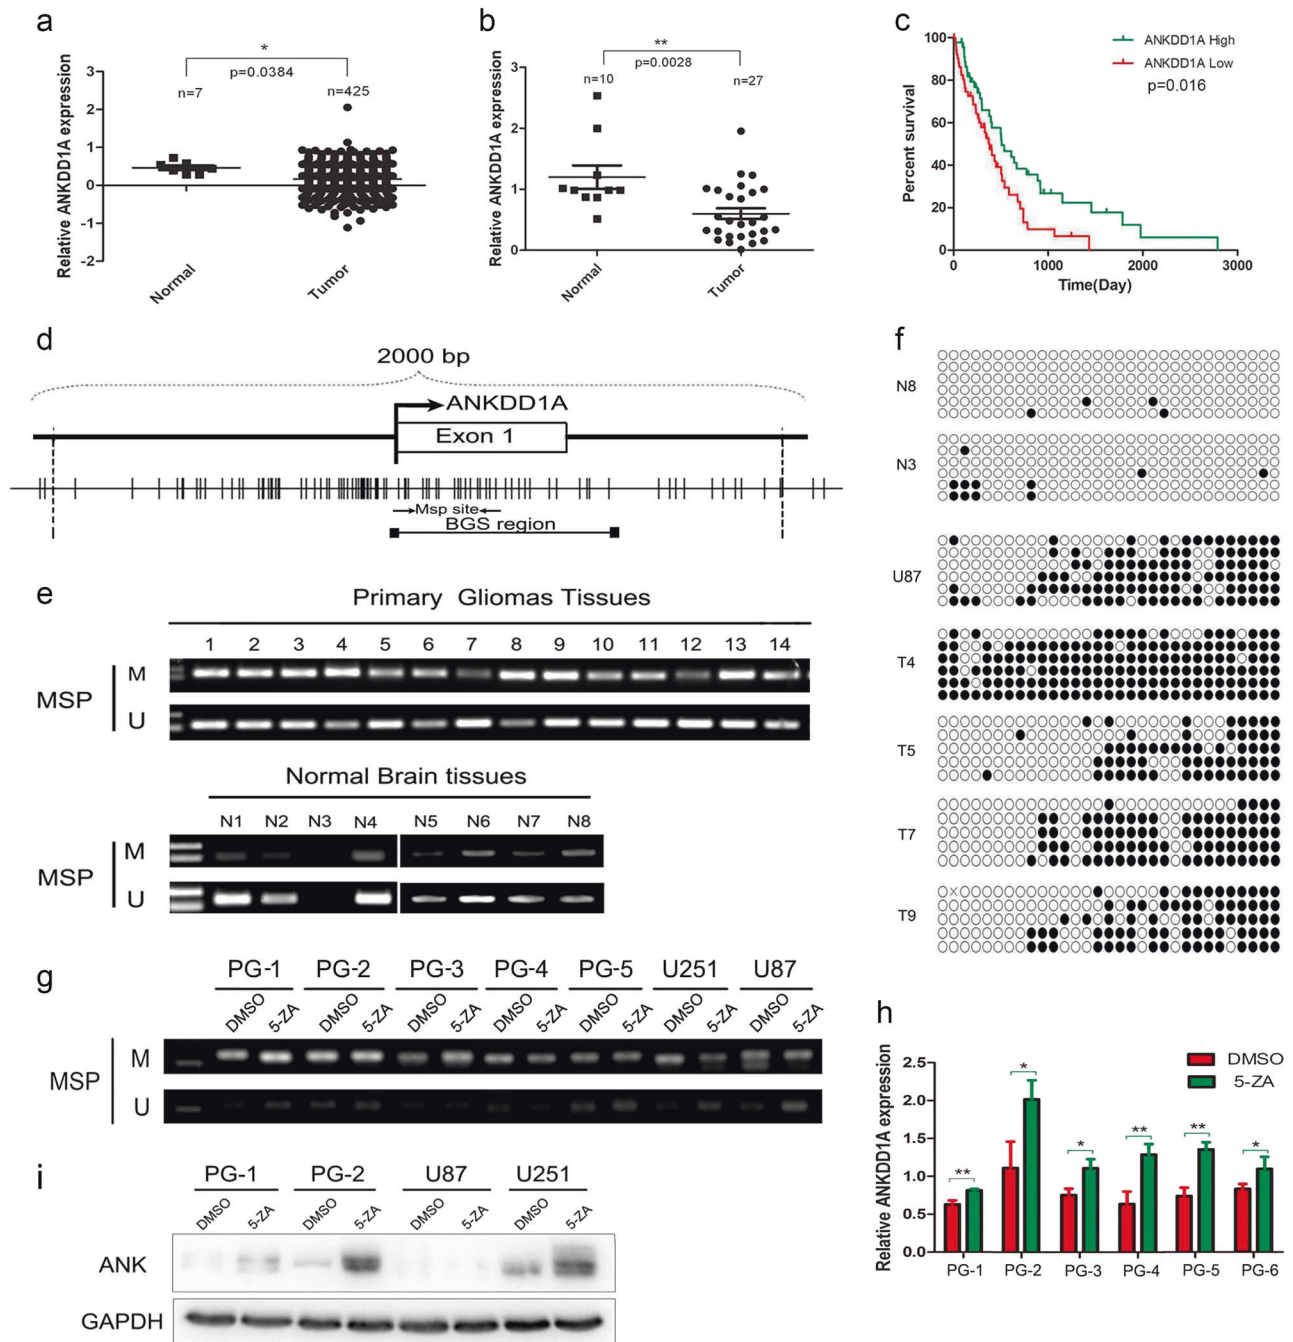 a
*
p=0.0384
n=7
n=425
Relative ANKDD1A expression
3
2
1
0
-1
-2
Normal
Tumor
b
**
p=0.0028
n=10
n=27
Relative ANKDD1A expression
3
2
1
0
Normal
Tumor
c
ANKDD1A High
ANKDD1A Low
p=0.016
Percent survival
100
80
60
40
20
0
0
1000
2000
3000
Time(Day)
d
2000 bp
ANKDD1A
Exon 1
Msp site
BGS region
e
Primary Gliomas Tissues
1 2 3 4 5 6 7 8 9 10 11 12 13 14
MSP
M
U
Normal Brain tissues
N1 N2 N3 N4 N5 N6 N7 N8
MSP
M
U
f
N8
N3
U87
T4
T5
T7
T9
g
PG-1 PG-2 PG-3 PG-4 PG-5 U251 U87
DMSO 5-ZA DMSO 5-ZA DMSO 5-ZA DMSO 5-ZA DMSO 5-ZA DMSO 5-ZA DMSO 5-ZA
MSP
M
U
h
DMSO
5-ZA
Relative ANKDD1A expression
2.5
2.0
1.5
1.0
0.5
0.0
**
*
*
**
**
*
PG-1 PG-2 PG-3 PG-4 PG-5 PG-6
i
PG-1 PG-2 U87 U251
DMSO 5-ZA DMSO 5-ZA DMSO 5-ZA DMSO 5-ZA
ANK
GAPDH